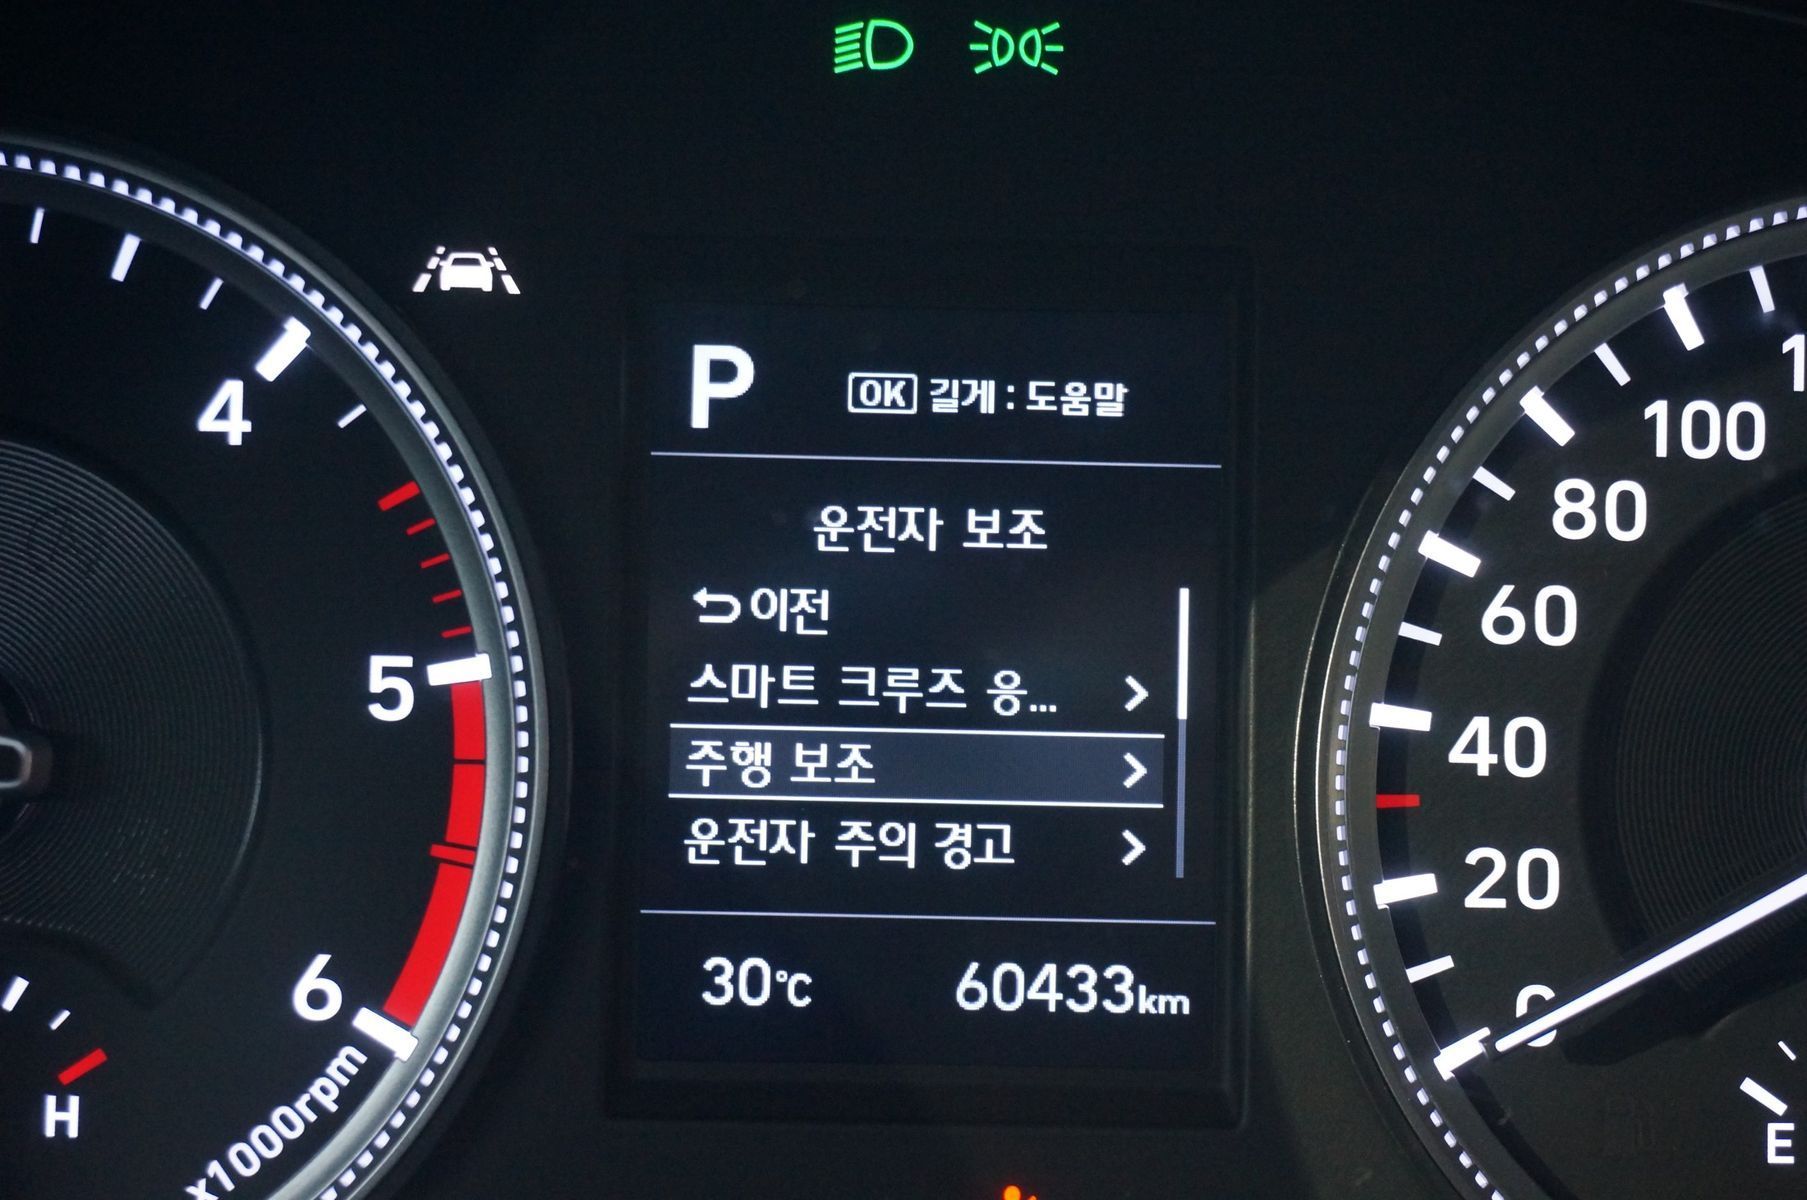 P
OK 길게 : 도움말
운전자 보조
이전
스마트 크루즈 응...
주행 보조
운전자 주의 경고
30℃ 60433km
4
5
6
x1000rpm
H
100
80
60
40
20
0
E